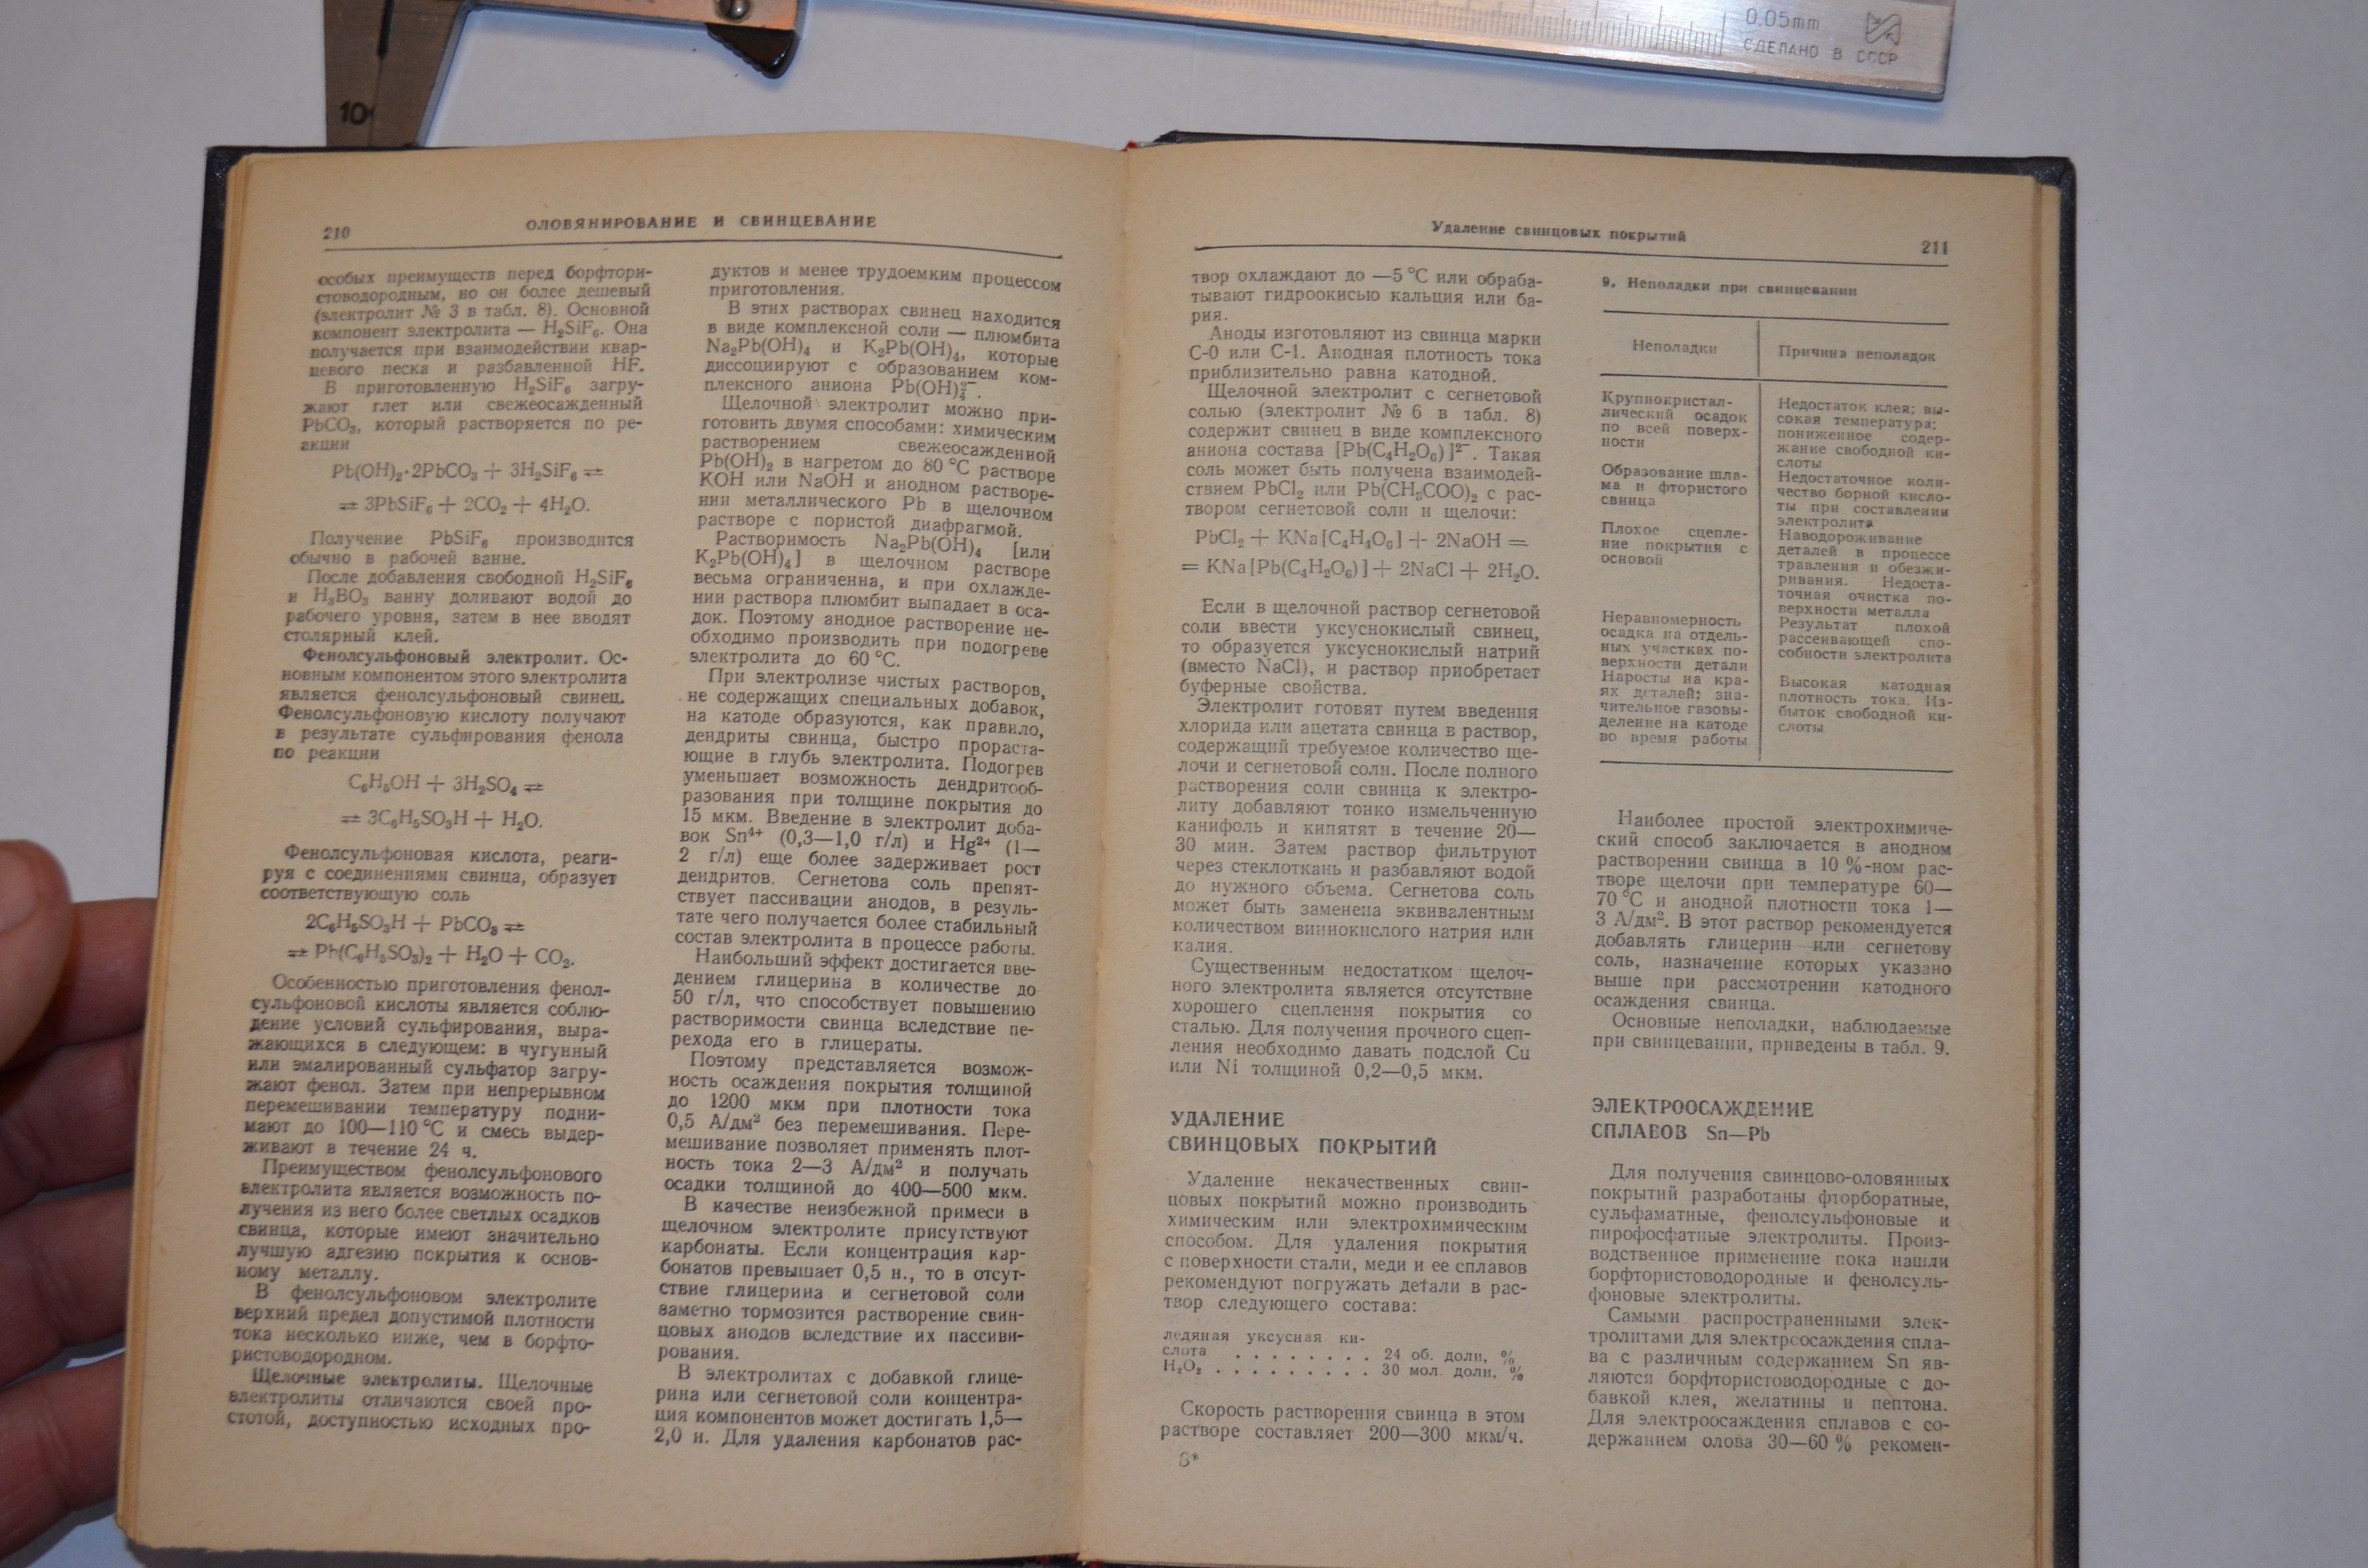 10
0.05mm
СДЕЛАНО В СССР
210
ОЛОВЯНИРОВАНИЕ И СВИНЦЕВАНИЕ
особых преимуществ перед борфтори-
стоводородным, но он более дешевый
(электролит № 3 в табл. 8). Основной
компонент электролита — H₂SiF₆. Она
получается при взаимодействии квар-
цевого песка и разбавленной HF.
В приготовленную H₂SiF₆ загру-
жают глет или свежеосажденный
PbCO₃, который растворяется по ре-
акции
Pb(OH)₂·2PbCO₃ + 3H₂SiF₆ ⇄
⇄ 3PbSiF₆ + 2CO₂ + 4H₂O.
Получение PbSiF₆ производится
обычно в рабочей ванне.
После добавления свободной H₂SiF₆
и H₃BO₃ ванну доливают водой до
рабочего уровня, затем в нее вводят
столярный клей.
Фенолсульфоновый электролит. Ос-
новным компонентом этого электролита
является фенолсульфоновый свинец.
Фенолсульфоновую кислоту получают
в результате сульфирования фенола
по реакции
C₆H₅OH + 3H₂SO₄ ⇄
⇄ 3C₆H₅SO₃H + H₂O.
Фенолсульфоновая кислота, реаги-
руя с соединениями свинца, образует
соответствующую соль
2C₆H₅SO₃H + PbCO₃ ⇄
⇄ Pb(C₆H₅SO₃)₂ + H₂O + CO₂.
Особенностью приготовления фенол-
сульфоновой кислоты является соблю-
дение условий сульфирования, выра-
жающихся в следующем: в чугунный
или эмалированный сульфатор загру-
жают фенол. Затем при непрерывном
перемешивании температуру подни-
мают до 100—110 °С и смесь выдер-
живают в течение 24 ч.
Преимуществом фенолсульфонового
электролита является возможность по-
лучения из него более светлых осадков
свинца, которые имеют значительно
лучшую адгезию покрытия к основ-
ному металлу.
В фенолсульфоновом электролите
верхний предел допустимой плотности
тока несколько ниже, чем в борфто-
ристоводородном.
Щелочные электролиты. Щелочные
электролиты отличаются своей про-
стотой, доступностью исходных про-
дуктов и менее трудоемким процессом
приготовления.
В этих растворах свинец находится
в виде комплексной соли — плюмбита
Na₂Pb(OH)₄ и K₂Pb(OH)₄, которые
диссоциируют с образованием ком-
плексного аниона Pb(OH)₄²⁻.
Щелочной электролит можно при-
готовить двумя способами: химическим
растворением свежеосажденной
Pb(OH)₂ в нагретом до 80 °С растворе
KOH или NaOH и анодном растворе-
нии металлического Pb в щелочном
растворе с пористой диафрагмой.
Растворимость Na₂Pb(OH)₄ [или
K₂Pb(OH)₄] в щелочном растворе
весьма ограниченна, и при охлажде-
нии раствора плюмбит выпадает в оса-
док. Поэтому анодное растворение не-
обходимо производить при подогреве
электролита до 60 °С.
При электролизе чистых растворов,
не содержащих специальных добавок,
на катоде образуются, как правило,
дендриты свинца, быстро прораста-
ющие в глубь электролита. Подогрев
уменьшает возможность дендритооб-
разования при толщине покрытия до
15 мкм. Введение в электролит доба-
вок Sn⁴⁺ (0,3—1,0 г/л) и Hg²⁺ (1—
2 г/л) еще более задерживает рост
дендритов. Сегнетова соль препят-
ствует пассивации анодов, в резуль-
тате чего получается более стабильный
состав электролита в процессе работы.
Наибольший эффект достигается вве-
дением глицерина в количестве до
50 г/л, что способствует повышению
растворимости свинца вследствие пе-
рехода его в глицераты.
Поэтому представляется возмож-
ность осаждения покрытия толщиной
до 1200 мкм при плотности тока
0,5 А/дм² без перемешивания. Пере-
мешивание позволяет применять плот-
ность тока 2—3 А/дм² и получать
осадки толщиной до 400—500 мкм.
В качестве неизбежной примеси в
щелочном электролите присутствуют
карбонаты. Если концентрация кар-
бонатов превышает 0,5 н., то в отсут-
ствие глицерина и сегнетовой соли
заметно тормозится растворение свин-
цовых анодов вследствие их пассиви-
рования.
В электролитах с добавкой глице-
рина или сегнетовой соли концентра-
ция компонентов может достигать 1,5—
2,0 н. Для удаления карбонатов рас-
Удаление свинцовых покрытий
211
твор охлаждают до —5 °С или обраба-
тывают гидроокисью кальция или ба-
рия.
Аноды изготовляют из свинца марки
С-0 или С-1. Анодная плотность тока
приблизительно равна катодной.
Щелочной электролит с сегнетовой
солью (электролит № 6 в табл. 8)
содержит свинец в виде комплексного
аниона состава [Pb(C₄H₂O₆)]²⁻. Такая
соль может быть получена взаимодей-
ствием PbCl₂ или Pb(CH₃COO)₂ с рас-
твором сегнетовой соли и щелочи:
PbCl₂ + KNa[C₄H₄O₆] + 2NaOH =
= KNa[Pb(C₄H₂O₆)] + 2NaCl + 2H₂O.
Если в щелочной раствор сегнетовой
соли ввести уксуснокислый свинец,
то образуется уксуснокислый натрий
(вместо NaCl), и раствор приобретает
буферные свойства.
Электролит готовят путем введения
хлорида или ацетата свинца в раствор,
содержащий требуемое количество ще-
лочи и сегнетовой соли. После полного
растворения соли свинца к электро-
литу добавляют тонко измельченную
канифоль и кипятят в течение 20—
30 мин. Затем раствор фильтруют
через стеклоткань и разбавляют водой
до нужного объема. Сегнетова соль
может быть заменена эквивалентным
количеством виннокислого натрия или
калия.
Существенным недостатком щелоч-
ного электролита является отсутствие
хорошего сцепления покрытия со
сталью. Для получения прочного сцеп-
ления необходимо давать подслой Cu
или Ni толщиной 0,2—0,5 мкм.
УДАЛЕНИЕ
СВИНЦОВЫХ ПОКРЫТИЙ
Удаление некачественных свин-
цовых покрытий можно производить
химическим или электрохимическим
способом. Для удаления покрытия
с поверхности стали, меди и ее сплавов
рекомендуют погружать детали в рас-
твор следующего состава:
ледяная уксусная ки-
слота . . . . . . . . 24 об. доли, %
H₂O₂ . . . . . . . . . 30 мол. доли, %
Скорость растворения свинца в этом
растворе составляет 200—300 мкм/ч.
8*
9. Неполадки при свинцевании
Неполадки
Причина неполадок
Крупнокристал-
лический осадок
по всей поверх-
ности
Недостаток клея; вы-
сокая температура;
пониженное содер-
жание свободной ки-
слоты
Образование шла-
ма и фтористого
свинца
Недостаточное коли-
чество борной кисло-
ты при составлении
электролита
Плохое сцепле-
ние покрытия с
основой
Наводороживание
деталей в процессе
травления и обезжи-
ривания. Недоста-
точная очистка по-
верхности металла
Неравномерность
осадка на отдель-
ных участках по-
верхности детали
Результат плохой
рассеивающей спо-
собности электролита
Наросты на кра-
ях деталей; зна-
чительное газовы-
деление на катоде
во время работы
Высокая катодная
плотность тока. Из-
быток свободной ки-
слоты
Наиболее простой электрохимиче-
ский способ заключается в анодном
растворении свинца в 10 %-ном рас-
творе щелочи при температуре 60—
70 °С и анодной плотности тока 1—
3 А/дм². В этот раствор рекомендуется
добавлять глицерин или сегнетову
соль, назначение которых указано
выше при рассмотрении катодного
осаждения свинца.
Основные неполадки, наблюдаемые
при свинцевании, приведены в табл. 9.
ЭЛЕКТРООСАЖДЕНИЕ
СПЛАВОВ Sn—Pb
Для получения свинцово-оловянных
покрытий разработаны фторборатные,
сульфаматные, фенолсульфоновые и
пирофосфатные электролиты. Произ-
водственное применение пока нашли
борфтористоводородные и фенолсуль-
фоновые электролиты.
Самыми распространенными элек-
тролитами для электроосаждения спла-
ва с различным содержанием Sn яв-
ляются борфтористоводородные с до-
бавкой клея, желатины и пептона.
Для электроосаждения сплавов с со-
держанием олова 30—60 % рекомен-